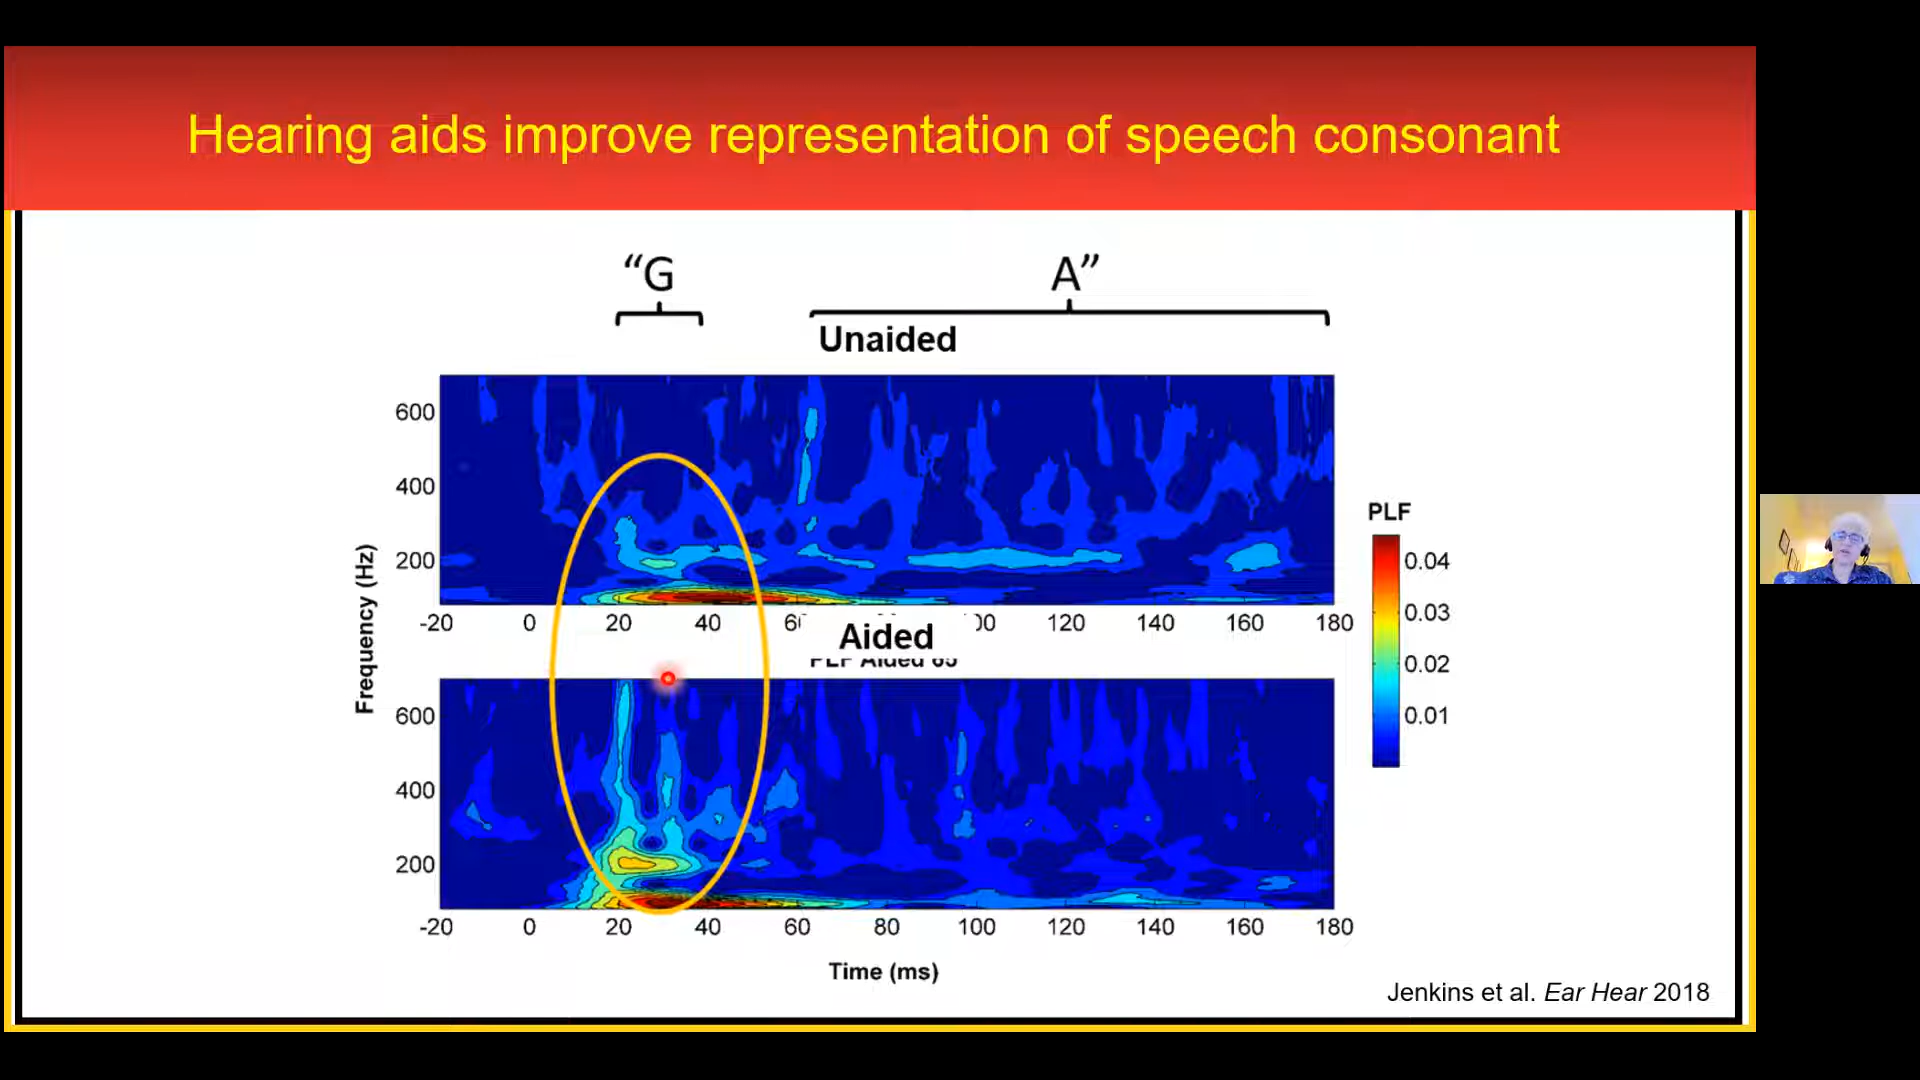 Hearing aids improve representation of speech consonant
“G
A”
Unaided
600
400
200
-20 0 20 40 100 120 140 160 180
Aided
PLF Aided 65
600
400
200
-20 0 20 40 60 80 100 120 140 160 180
Frequency (Hz)
Time (ms)
PLF
0.04
0.03
0.02
0.01
Jenkins et al. Ear Hear 2018